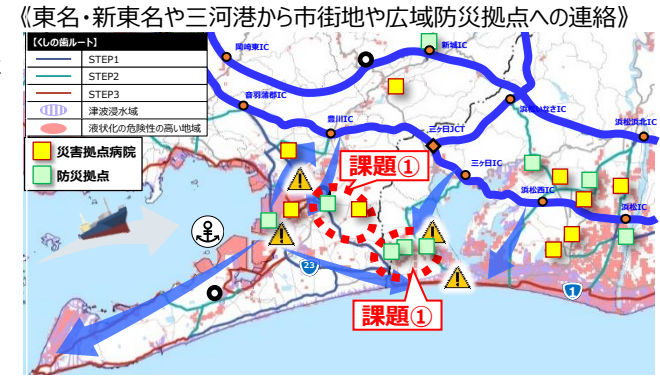 《東名・新東名や三河港から市街地や広域防災拠点への連絡》
【くしの歯ルート】
STEP1
STEP2
STEP3
津波浸水域
液状化の危険性の高い地域
災害拠点病院
防災拠点
岡崎東IC
新城IC
音羽蒲郡IC
豊川IC
浜松いなさIC
浜松浜北IC
三ヶ日JCT
三ヶ日IC
浜松西IC
浜松IC
課題①
23
1
課題①